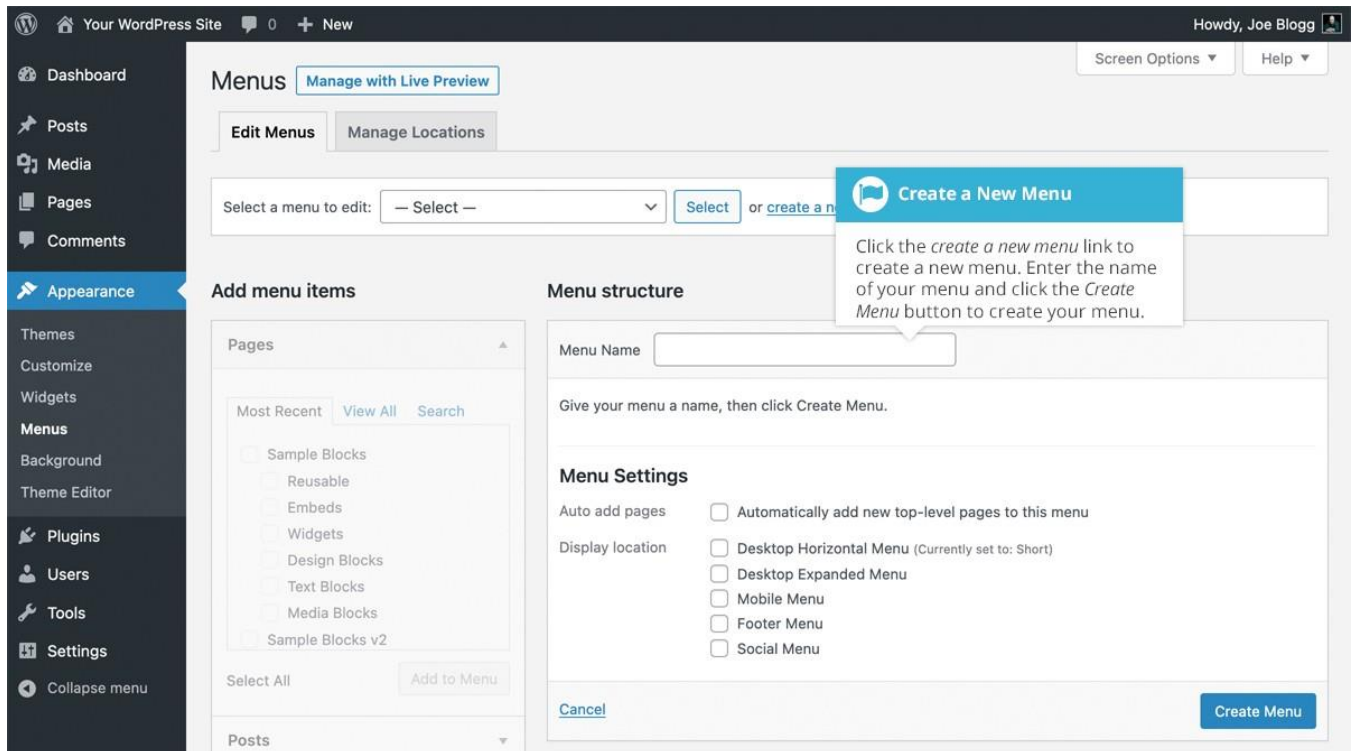 Your WordPress Site 0 + New Howdy, Joe Blogg
Dashboard
Posts
Media
Pages
Comments
Appearance
Themes
Customize
Widgets
Menus
Background
Theme Editor
Plugins
Users
Tools
Settings
Collapse menu
Screen Options Help
Menus Manage with Live Preview
Edit Menus Manage Locations
Select a menu to edit: — Select — Select or create a n
Create a New Menu
Click the create a new menu link to
create a new menu. Enter the name
of your menu and click the Create
Menu button to create your menu.
Add menu items
Pages
Most Recent View All Search
Sample Blocks
Reusable
Embeds
Widgets
Design Blocks
Text Blocks
Media Blocks
Sample Blocks v2
Select All Add to Menu
Posts
Menu structure
Menu Name
Give your menu a name, then click Create Menu.
Menu Settings
Auto add pages Automatically add new top-level pages to this menu
Display location Desktop Horizontal Menu (Currently set to: Short)
Desktop Expanded Menu
Mobile Menu
Footer Menu
Social Menu
Cancel Create Menu